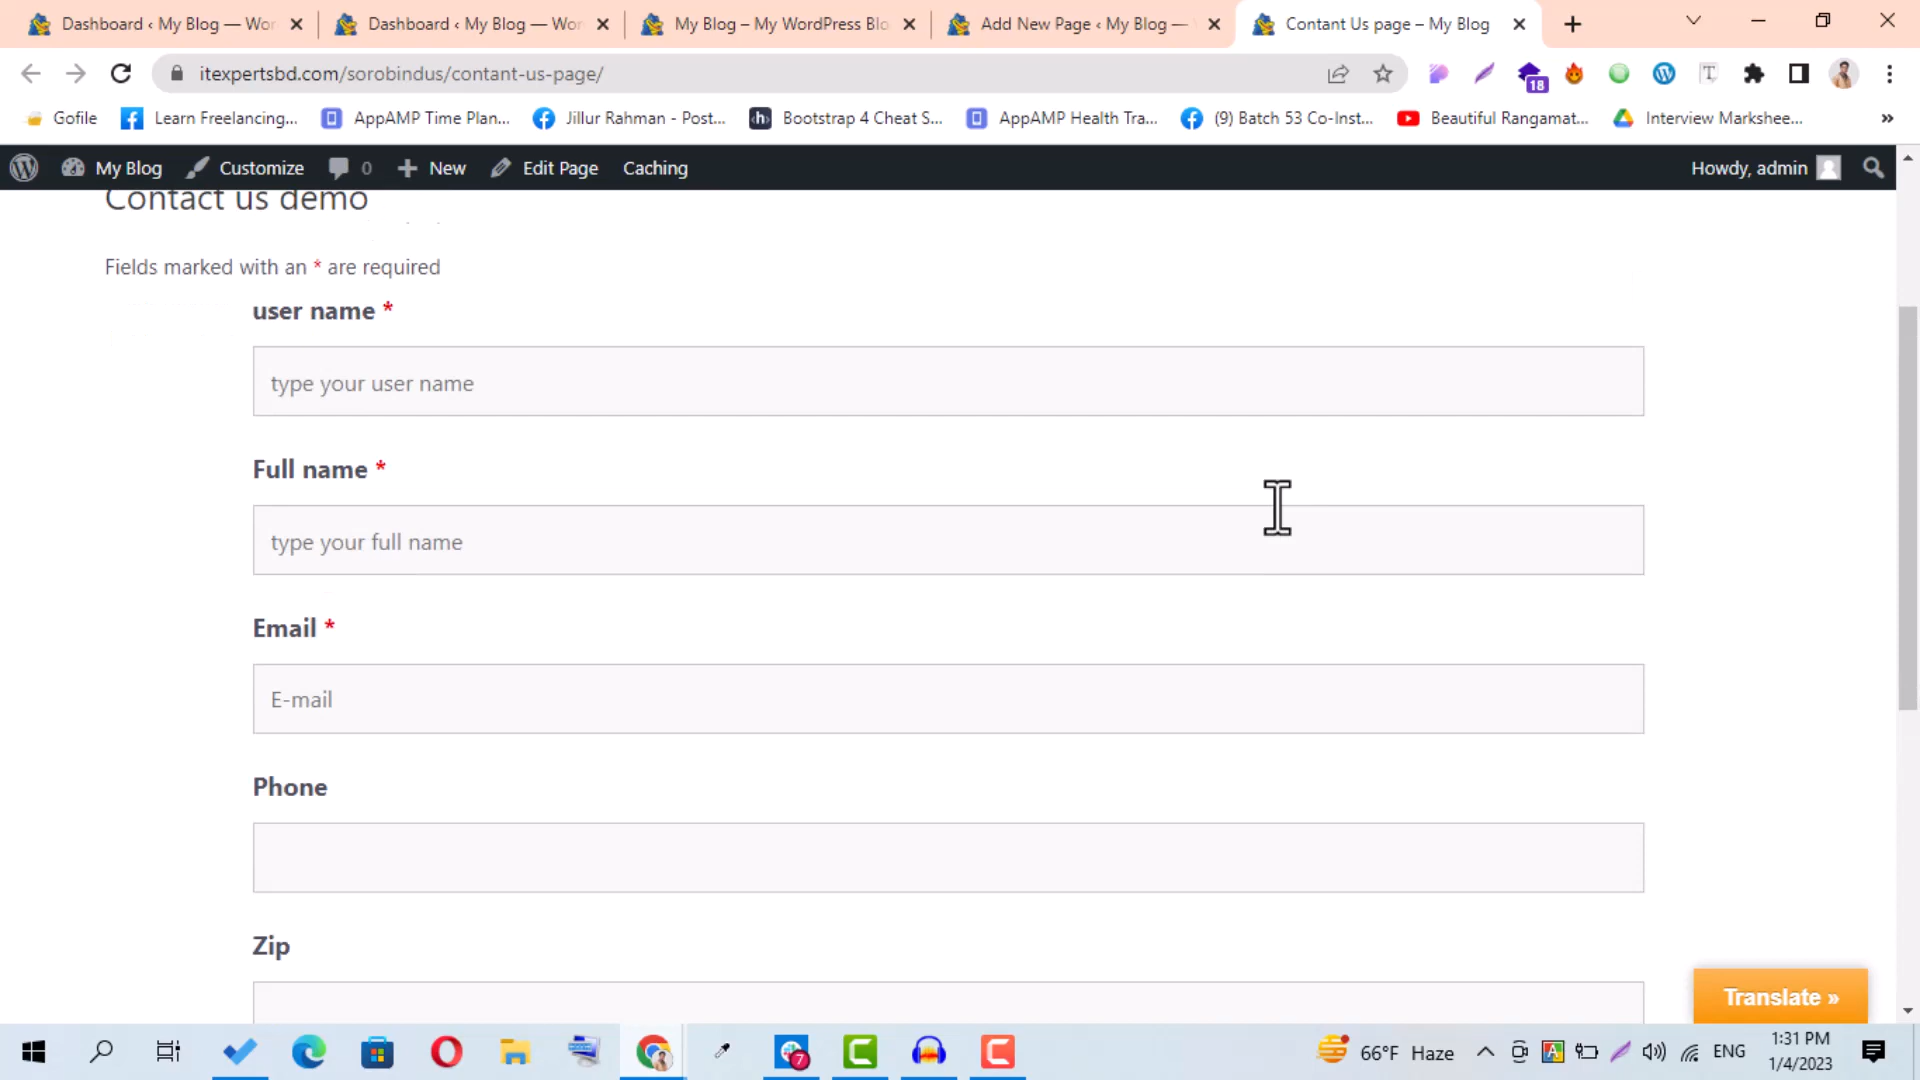 Dashboard ‹ My Blog — Wor
Dashboard ‹ My Blog — Wor
My Blog – My WordPress Blo
Add New Page ‹ My Blog —
Contant Us page – My Blog
itexpertsbd.com/sorobindus/contant-us-page/
18
Gofile
Learn Freelancing...
AppAMP Time Plan...
Jillur Rahman - Post...
Bootstrap 4 Cheat S...
AppAMP Health Tra...
(9) Batch 53 Co-Inst...
Beautiful Rangamat...
Interview Markshee...
»
My Blog
Customize
0
New
Edit Page
Caching
Howdy, admin
Contact us demo
Fields marked with an * are required
user name *
type your user name
Full name *
type your full name
Email *
E-mail
Phone
Zip
Translate »
7
66°F Haze
ENG
1:31 PM
1/4/2023